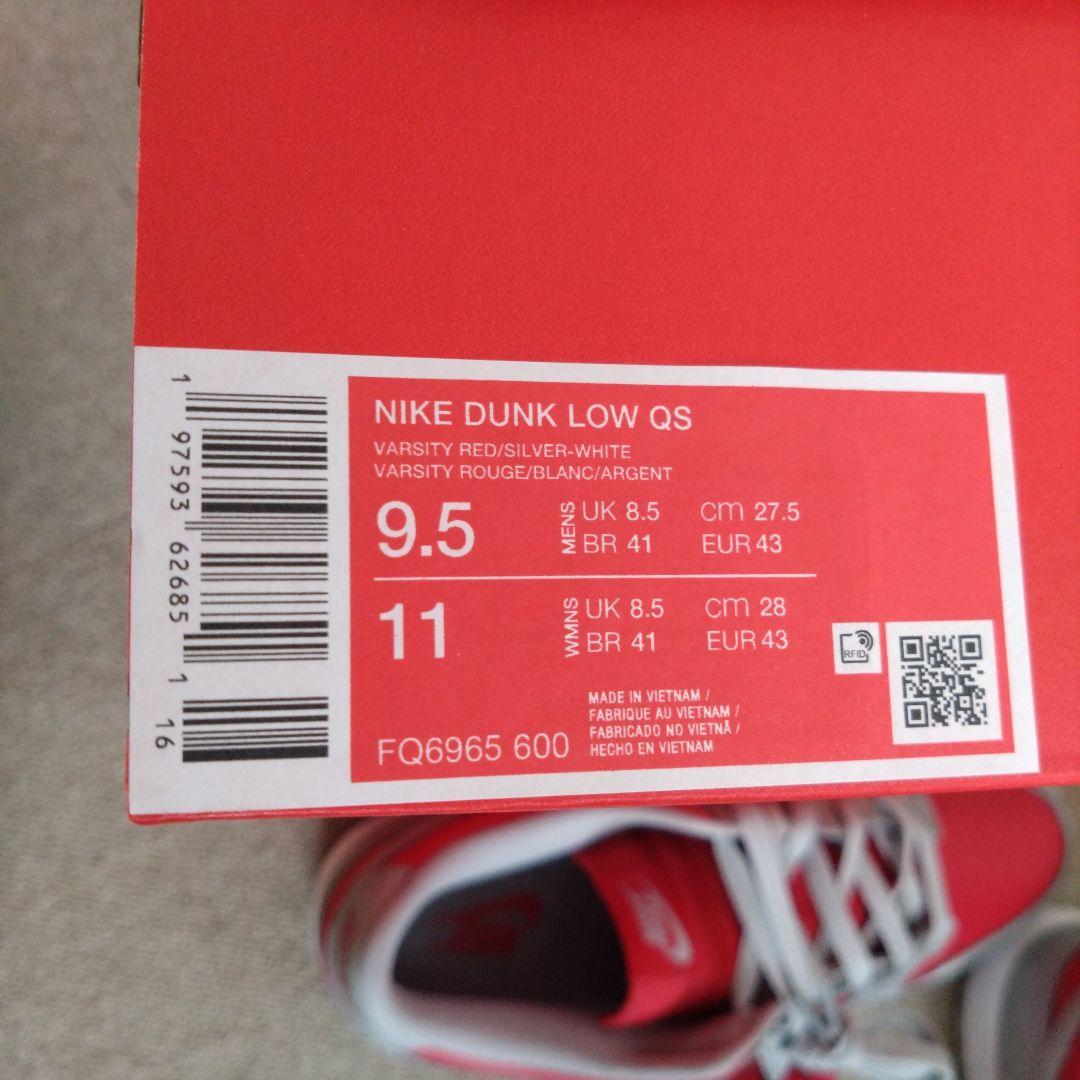 NIKE DUNK LOW QS
VARSITY RED/SILVER-WHITE
VARSITY ROUGE/BLANC/ARGENT
9.5 MENS UK 8.5 cm 27.5
BR 41 EUR 43
11 WMNS UK 8.5 cm 28
BR 41 EUR 43
RFID
MADE IN VIETNAM /
FABRIQUE AU VIETNAM /
FABRICADO NO VIETNÃ /
HECHO EN VIETNAM
FQ6965 600
1 97593 62685 1 16
NIKE